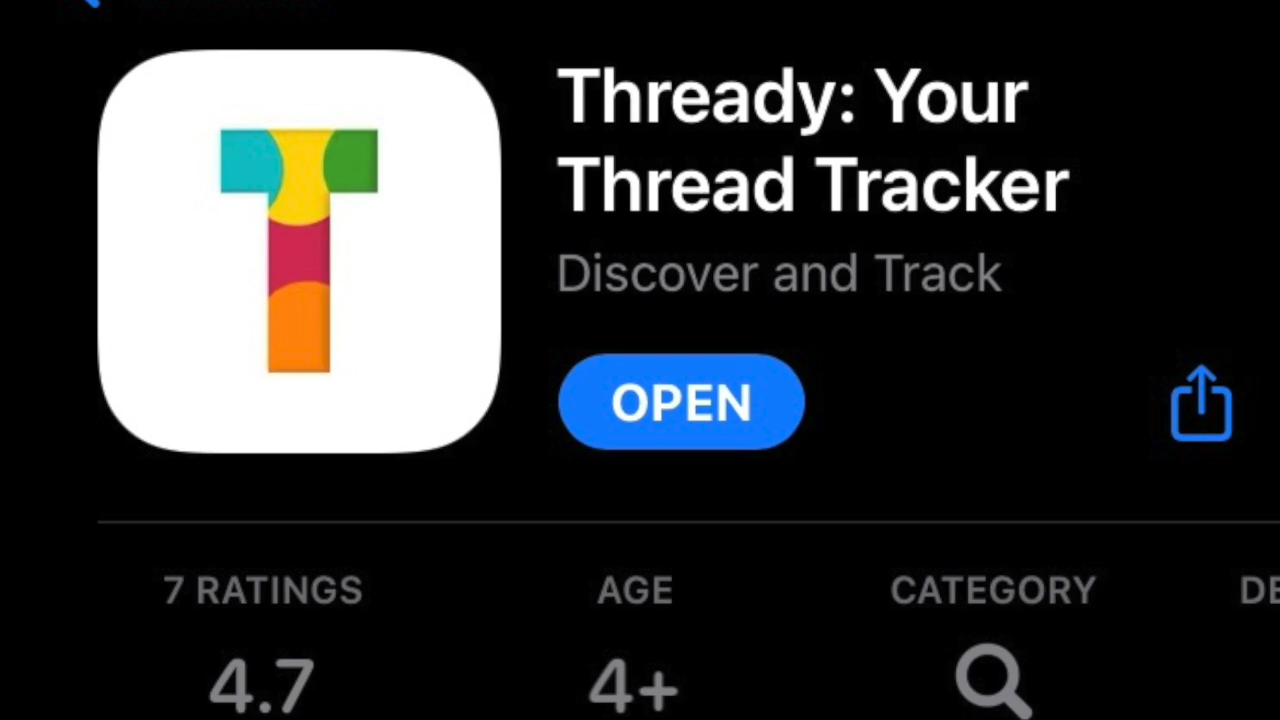 T
Thready: Your
Thread Tracker
Discover and Track
OPEN
7 RATINGS
AGE
CATEGORY
4.7
4+